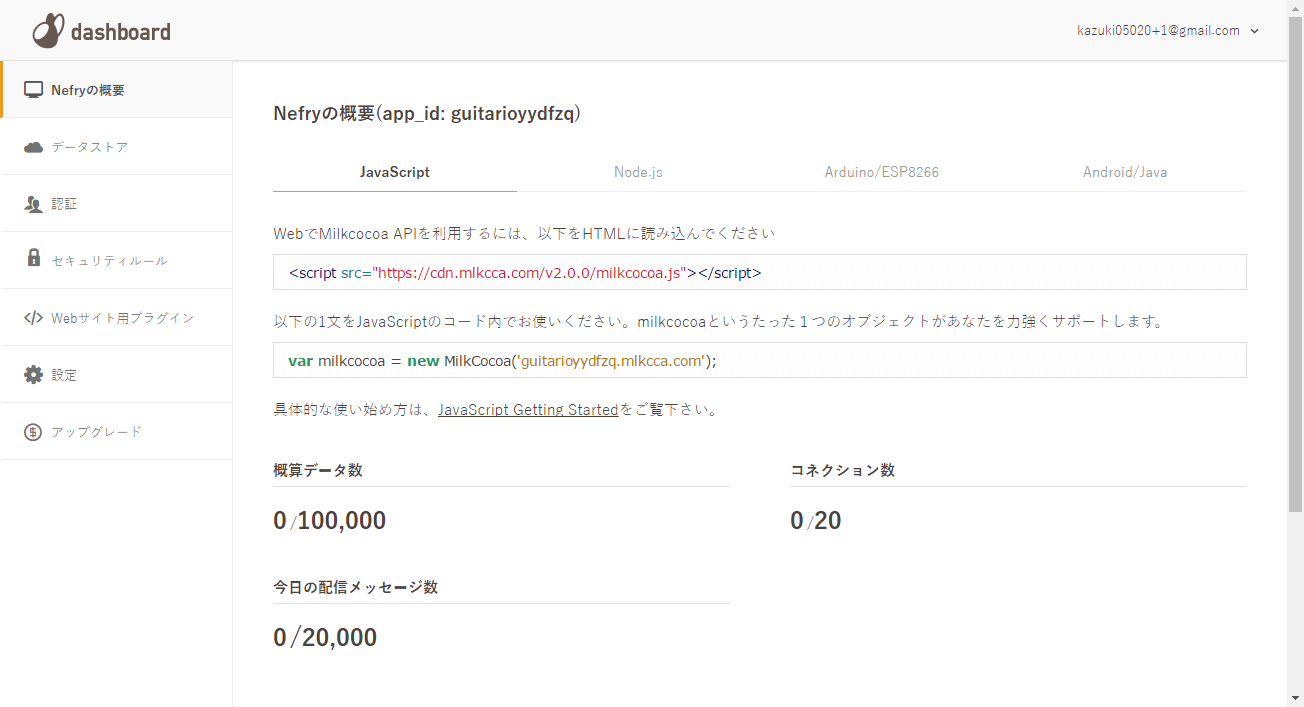 dashboard
kazuki05020+1@gmail.com
Nefryの概要
データストア
認証
セキュリティルール
Webサイト用プラグイン
設定
アップグレード
Nefryの概要(app_id: guitarioyydfzq)
JavaScript Node.js Arduino/ESP8266 Android/Java
WebでMilkcocoa APIを利用するには、以下をHTMLに読み込んでください
<script src="https://cdn.mlkcca.com/v2.0.0/milkcocoa.js"></script>
以下の1文をJavaScriptのコード内でお使いください。milkcocoaというたった１つのオブジェクトがあなたを力強くサポートします。
var milkcocoa = new MilkCocoa('guitarioyydfzq.mlkcca.com');
具体的な使い始め方は、JavaScript Getting Startedをご覧下さい。
概算データ数 コネクション数
0/100,000 0/20
今日の配信メッセージ数
0/20,000